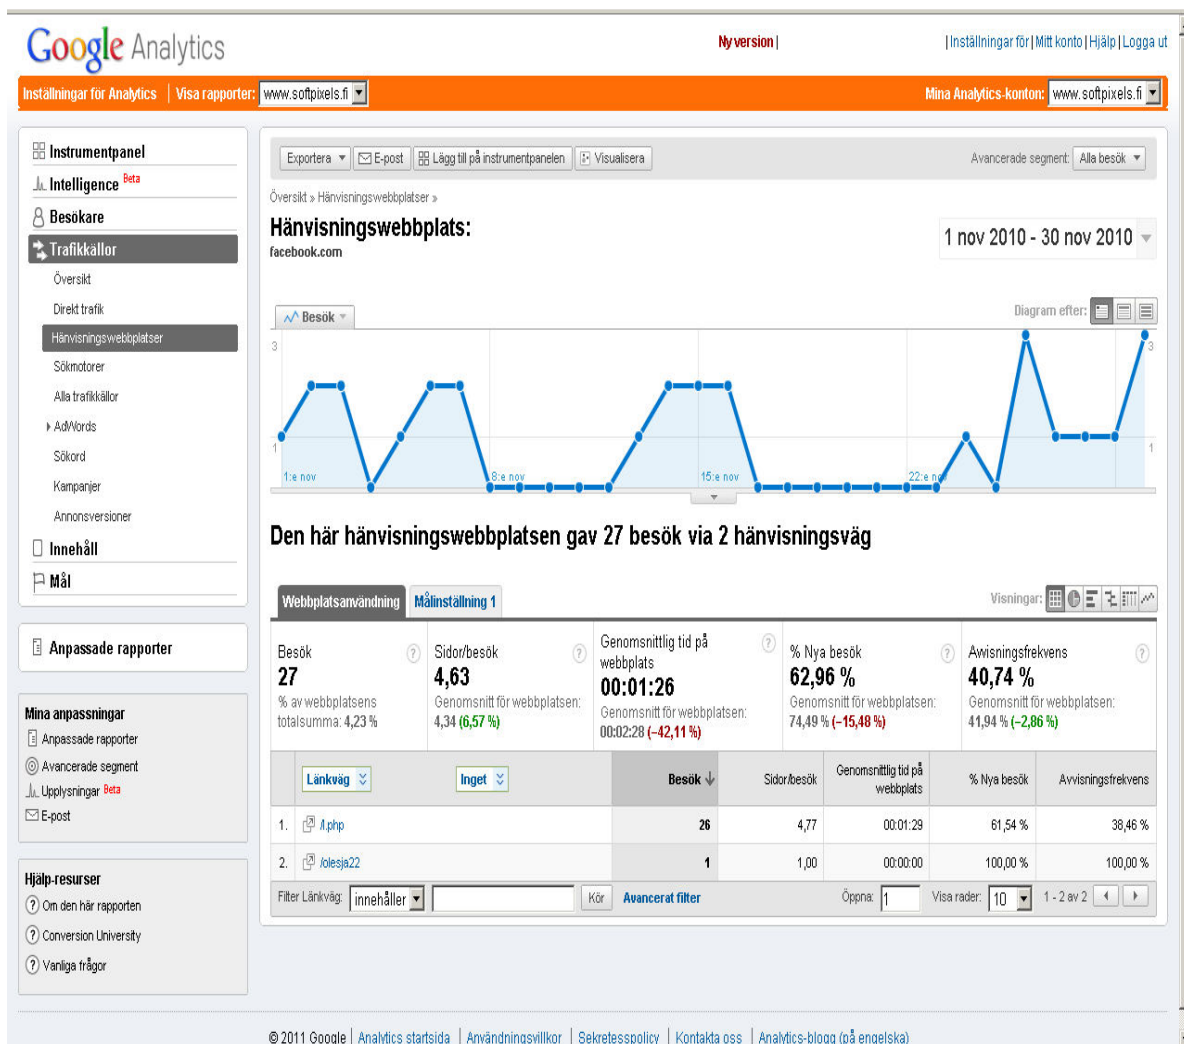 Google Analytics
Ny version |
| Inställningar för | Mitt konto | Hjälp | Logga ut
Inställningar för Analytics | Visa rapporter: www.softpixels.fi
Mina Analytics-konton: www.softpixels.fi
Instrumentpanel
Intelligence Beta
Besökare
Trafikkällor
Översikt
Direkt trafik
Hänvisningswebbplatser
Sökmotorer
Alla trafikkällor
AdWords
Sökord
Kampanjer
Annonsversioner
Innehåll
Mål
Anpassade rapporter
Mina anpassningar
Anpassade rapporter
Avancerade segment
Upplysningar Beta
E-post
Hjälp-resurser
Om den här rapporten
Conversion University
Vanliga frågor
Exportera E-post Lägg till på instrumentpanelen Visualisera
Avancerade segment: Alla besök
Översikt » Hänvisningswebbplatser »
Hänvisningswebbplats:
facebook.com
1 nov 2010 - 30 nov 2010
Besök
Diagram efter:
3 3
1 1
1:e nov 8:e nov 15:e nov 22:e nov
Den här hänvisningswebbplatsen gav 27 besök via 2 hänvisningsväg
Webbplatsanvändning Målinställning 1
Visningar:
Besök
27
% av webbplatsens
totalsumma: 4,23 %
Sidor/besök
4,63
Genomsnitt för webbplatsen:
4,34 (6,57 %)
Genomsnittlig tid på
webbplats
00:01:26
Genomsnitt för webbplatsen:
00:02:28 (−42,11 %)
% Nya besök
62,96 %
Genomsnitt för webbplatsen:
74,49 % (−15,48 %)
Avvisningsfrekvens
40,74 %
Genomsnitt för webbplatsen:
41,94 % (−2,86 %)
Länkväg Inget Besök Sidor/besök Genomsnittlig tid på webbplats % Nya besök Avvisningsfrekvens
1. /l.php 26 4,77 00:01:29 61,54 % 38,46 %
2. /olesja22 1 1,00 00:00:00 100,00 % 100,00 %
Filter Länkväg: innehåller Kör Avancerat filter Öppna: 1 Visa rader: 10 1 - 2 av 2
© 2011 Google | Analytics startsida | Användningsvillkor | Sekretesspolicy | Kontakta oss | Analytics-blogg (på engelska)